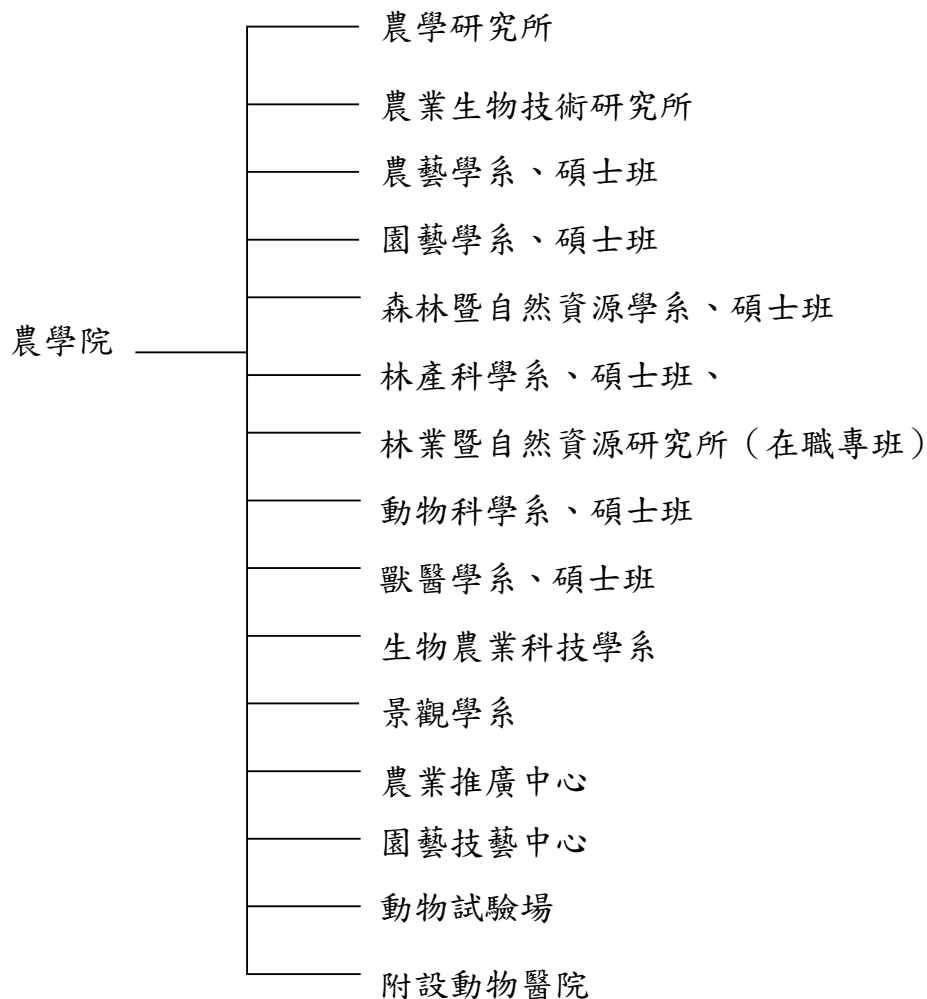 農學研究所
農業生物技術研究所
農藝學系、碩士班
園藝學系、碩士班
森林暨自然資源學系、碩士班
農學院
林產科學系、碩士班、
林業暨自然資源研究所（在職專班）
動物科學系、碩士班
獸醫學系、碩士班
生物農業科技學系
景觀學系
農業推廣中心
園藝技藝中心
動物試驗場
附設動物醫院